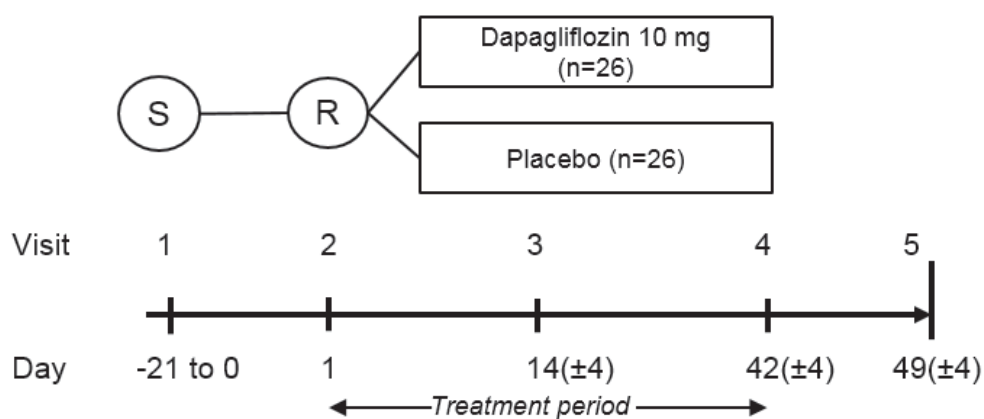 Dapagliflozin 10 mg
(n=26)
S
R
Placebo (n=26)
Visit 1 2 3 4 5
Day -21 to 0 1 14(±4) 42(±4) 49(±4)
Treatment period